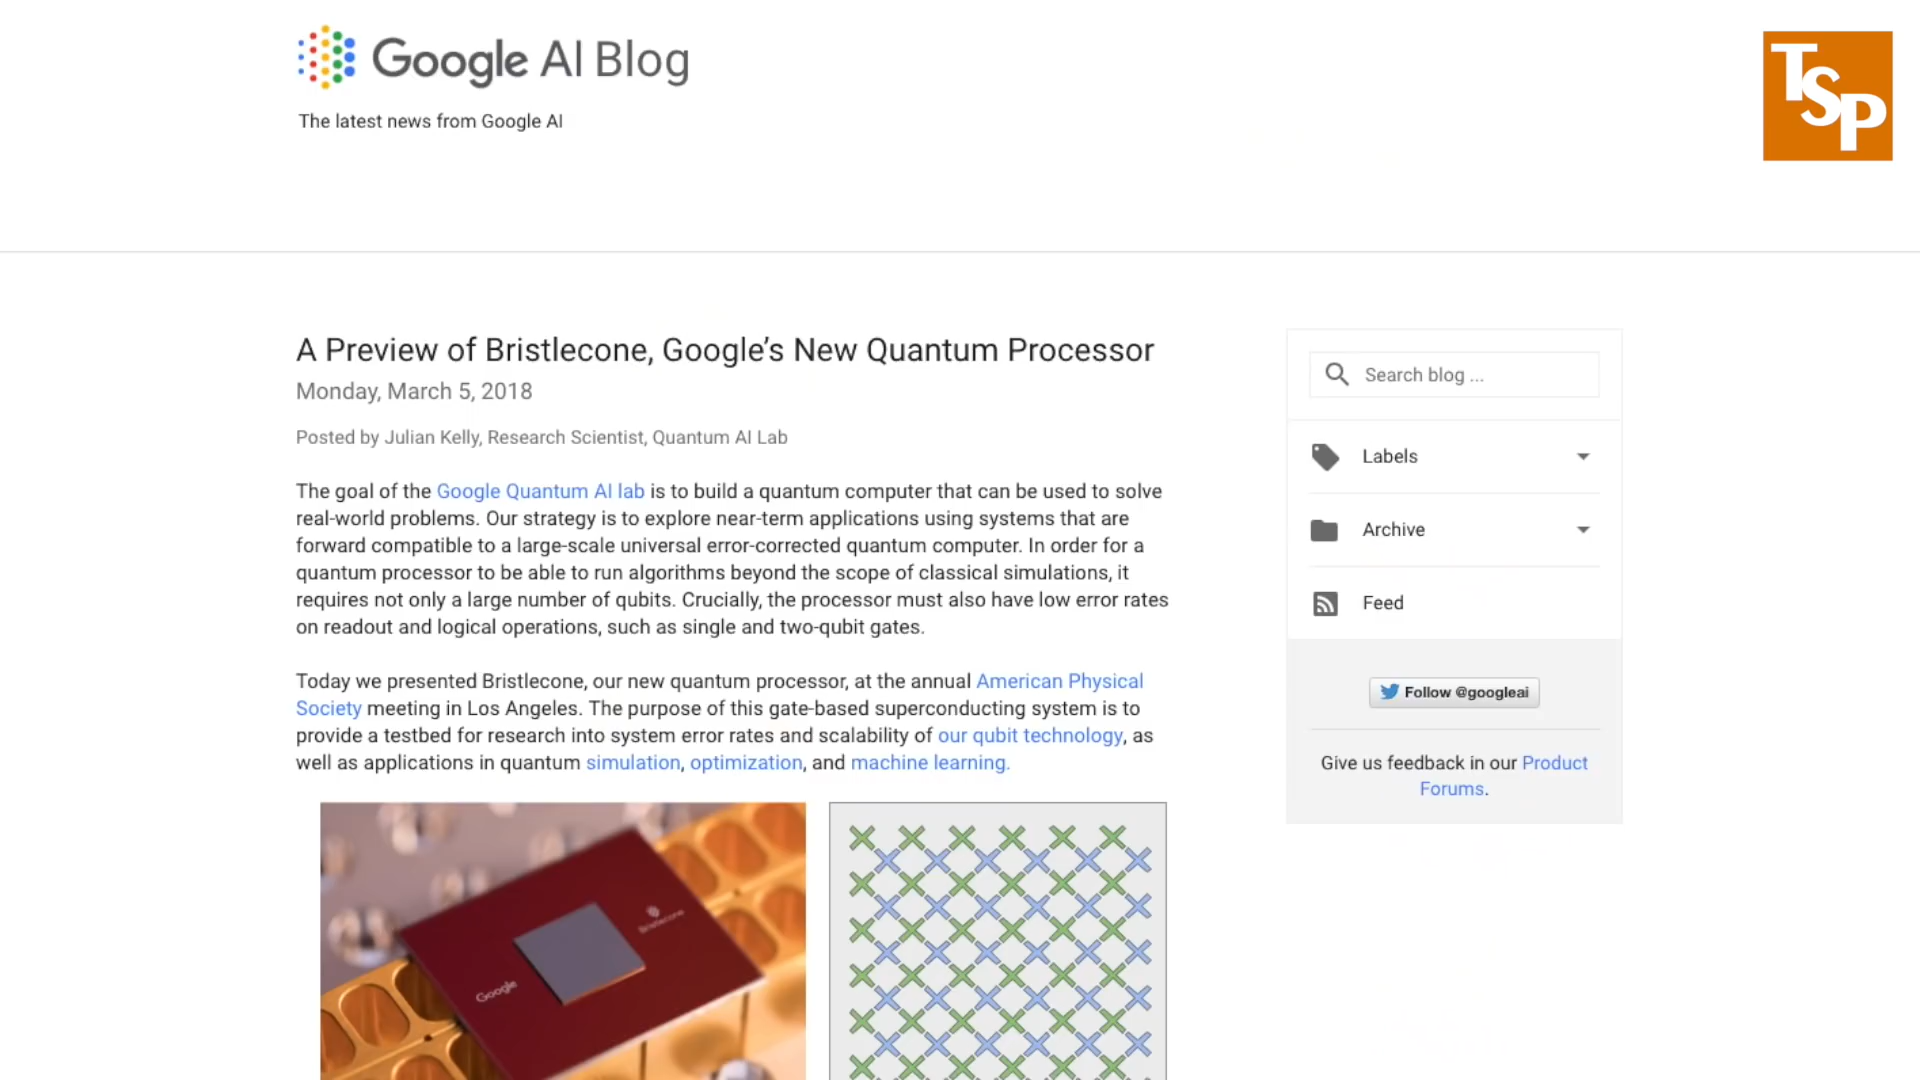 Google AI Blog
TSP
The latest news from Google AI
A Preview of Bristlecone, Google’s New Quantum Processor
Monday, March 5, 2018
Posted by Julian Kelly, Research Scientist, Quantum AI Lab
The goal of the Google Quantum AI lab is to build a quantum computer that can be used to solve
real-world problems. Our strategy is to explore near-term applications using systems that are
forward compatible to a large-scale universal error-corrected quantum computer. In order for a
quantum processor to be able to run algorithms beyond the scope of classical simulations, it
requires not only a large number of qubits. Crucially, the processor must also have low error rates
on readout and logical operations, such as single and two-qubit gates.
Today we presented Bristlecone, our new quantum processor, at the annual American Physical
Society meeting in Los Angeles. The purpose of this gate-based superconducting system is to
provide a testbed for research into system error rates and scalability of our qubit technology, as
well as applications in quantum simulation, optimization, and machine learning.
Bristlecone
Google
Search blog ...
Labels
Archive
Feed
Follow @googleai
Give us feedback in our Product
Forums.